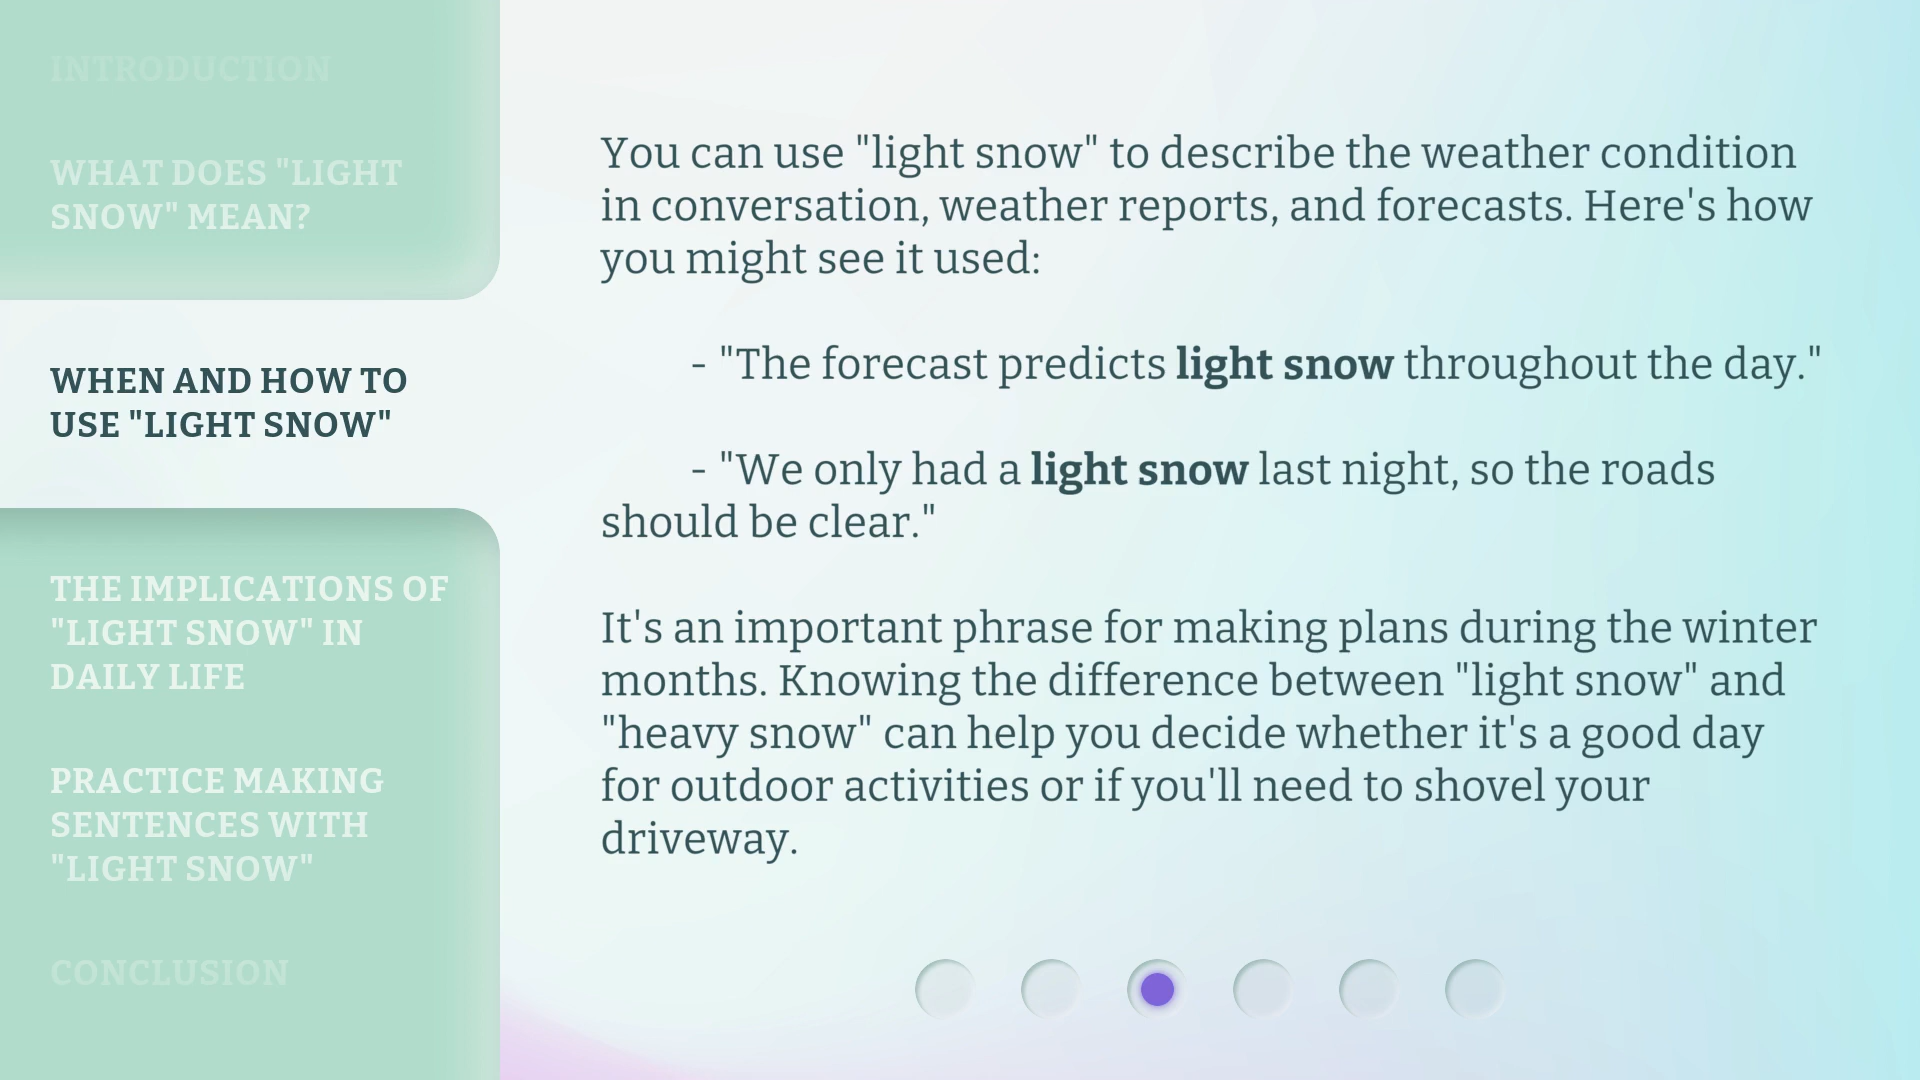 INTRODUCTION
WHAT DOES "LIGHT
SNOW" MEAN?
WHEN AND HOW TO
USE "LIGHT SNOW"
THE IMPLICATIONS OF
"LIGHT SNOW" IN
DAILY LIFE
PRACTICE MAKING
SENTENCES WITH
"LIGHT SNOW"
CONCLUSION
You can use "light snow" to describe the weather condition
in conversation, weather reports, and forecasts. Here's how
you might see it used:
- "The forecast predicts light snow throughout the day."
- "We only had a light snow last night, so the roads
should be clear."
It's an important phrase for making plans during the winter
months. Knowing the difference between "light snow" and
"heavy snow" can help you decide whether it's a good day
for outdoor activities or if you'll need to shovel your
driveway.